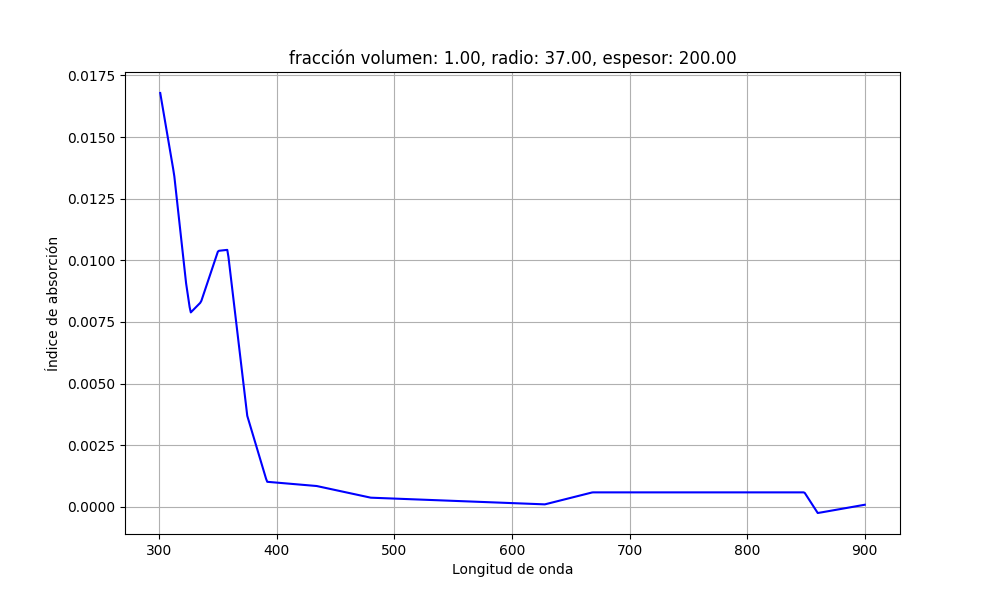 fracción volumen: 1.00, radio: 37.00, espesor: 200.00
0.0175
0.0150
0.0125
0.0100
0.0075
0.0050
0.0025
0.0000
Índice de absorción
300 400 500 600 700 800 900
Longitud de onda